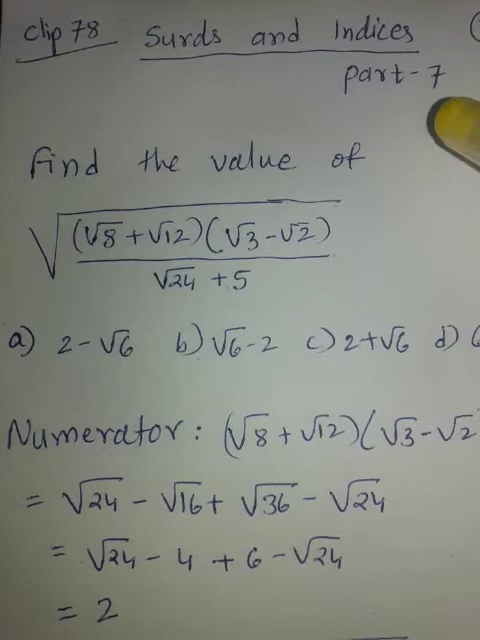 Clip 78 Surds and Indices
part-7
Find the value of
√((√8+√12)(√3-√2)/(√24+5))
a) 2-√6 b) √6-2 c) 2+√6 d)
Numerator: (√8+√12)(√3-√2
= √24 - √16 + √36 - √24
= √24 - 4 + 6 - √24
= 2